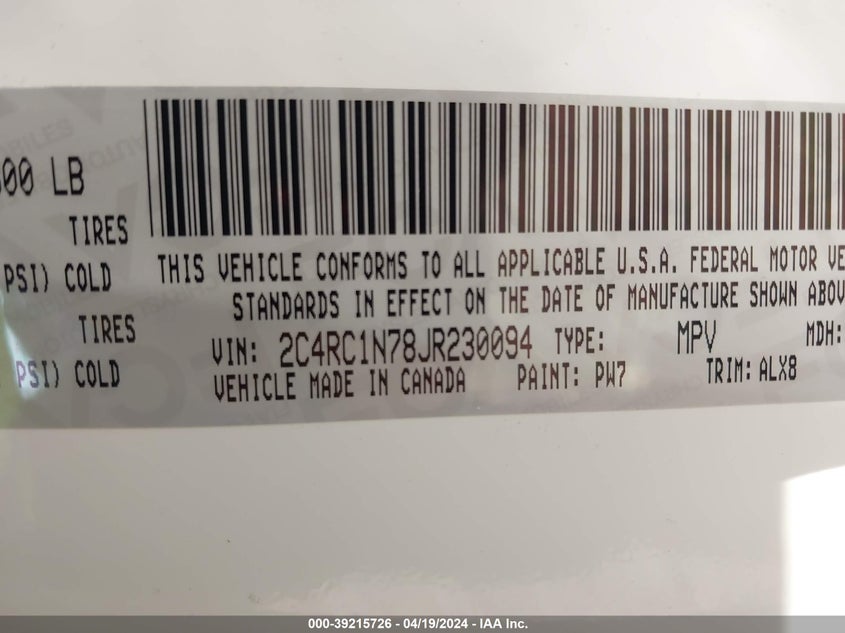 600 LB
TIRES
PSI) COLD
TIRES
PSI) COLD
THIS VEHICLE CONFORMS TO ALL APPLICABLE U.S.A. FEDERAL MOTOR VE
STANDARDS IN EFFECT ON THE DATE OF MANUFACTURE SHOWN ABOV
VIN: 2C4RC1N78JR230094 TYPE: MPV MDH:
VEHICLE MADE IN CANADA PAINT: PW7 TRIM: ALX8
000-39215726 - 04/19/2024 - IAA Inc.